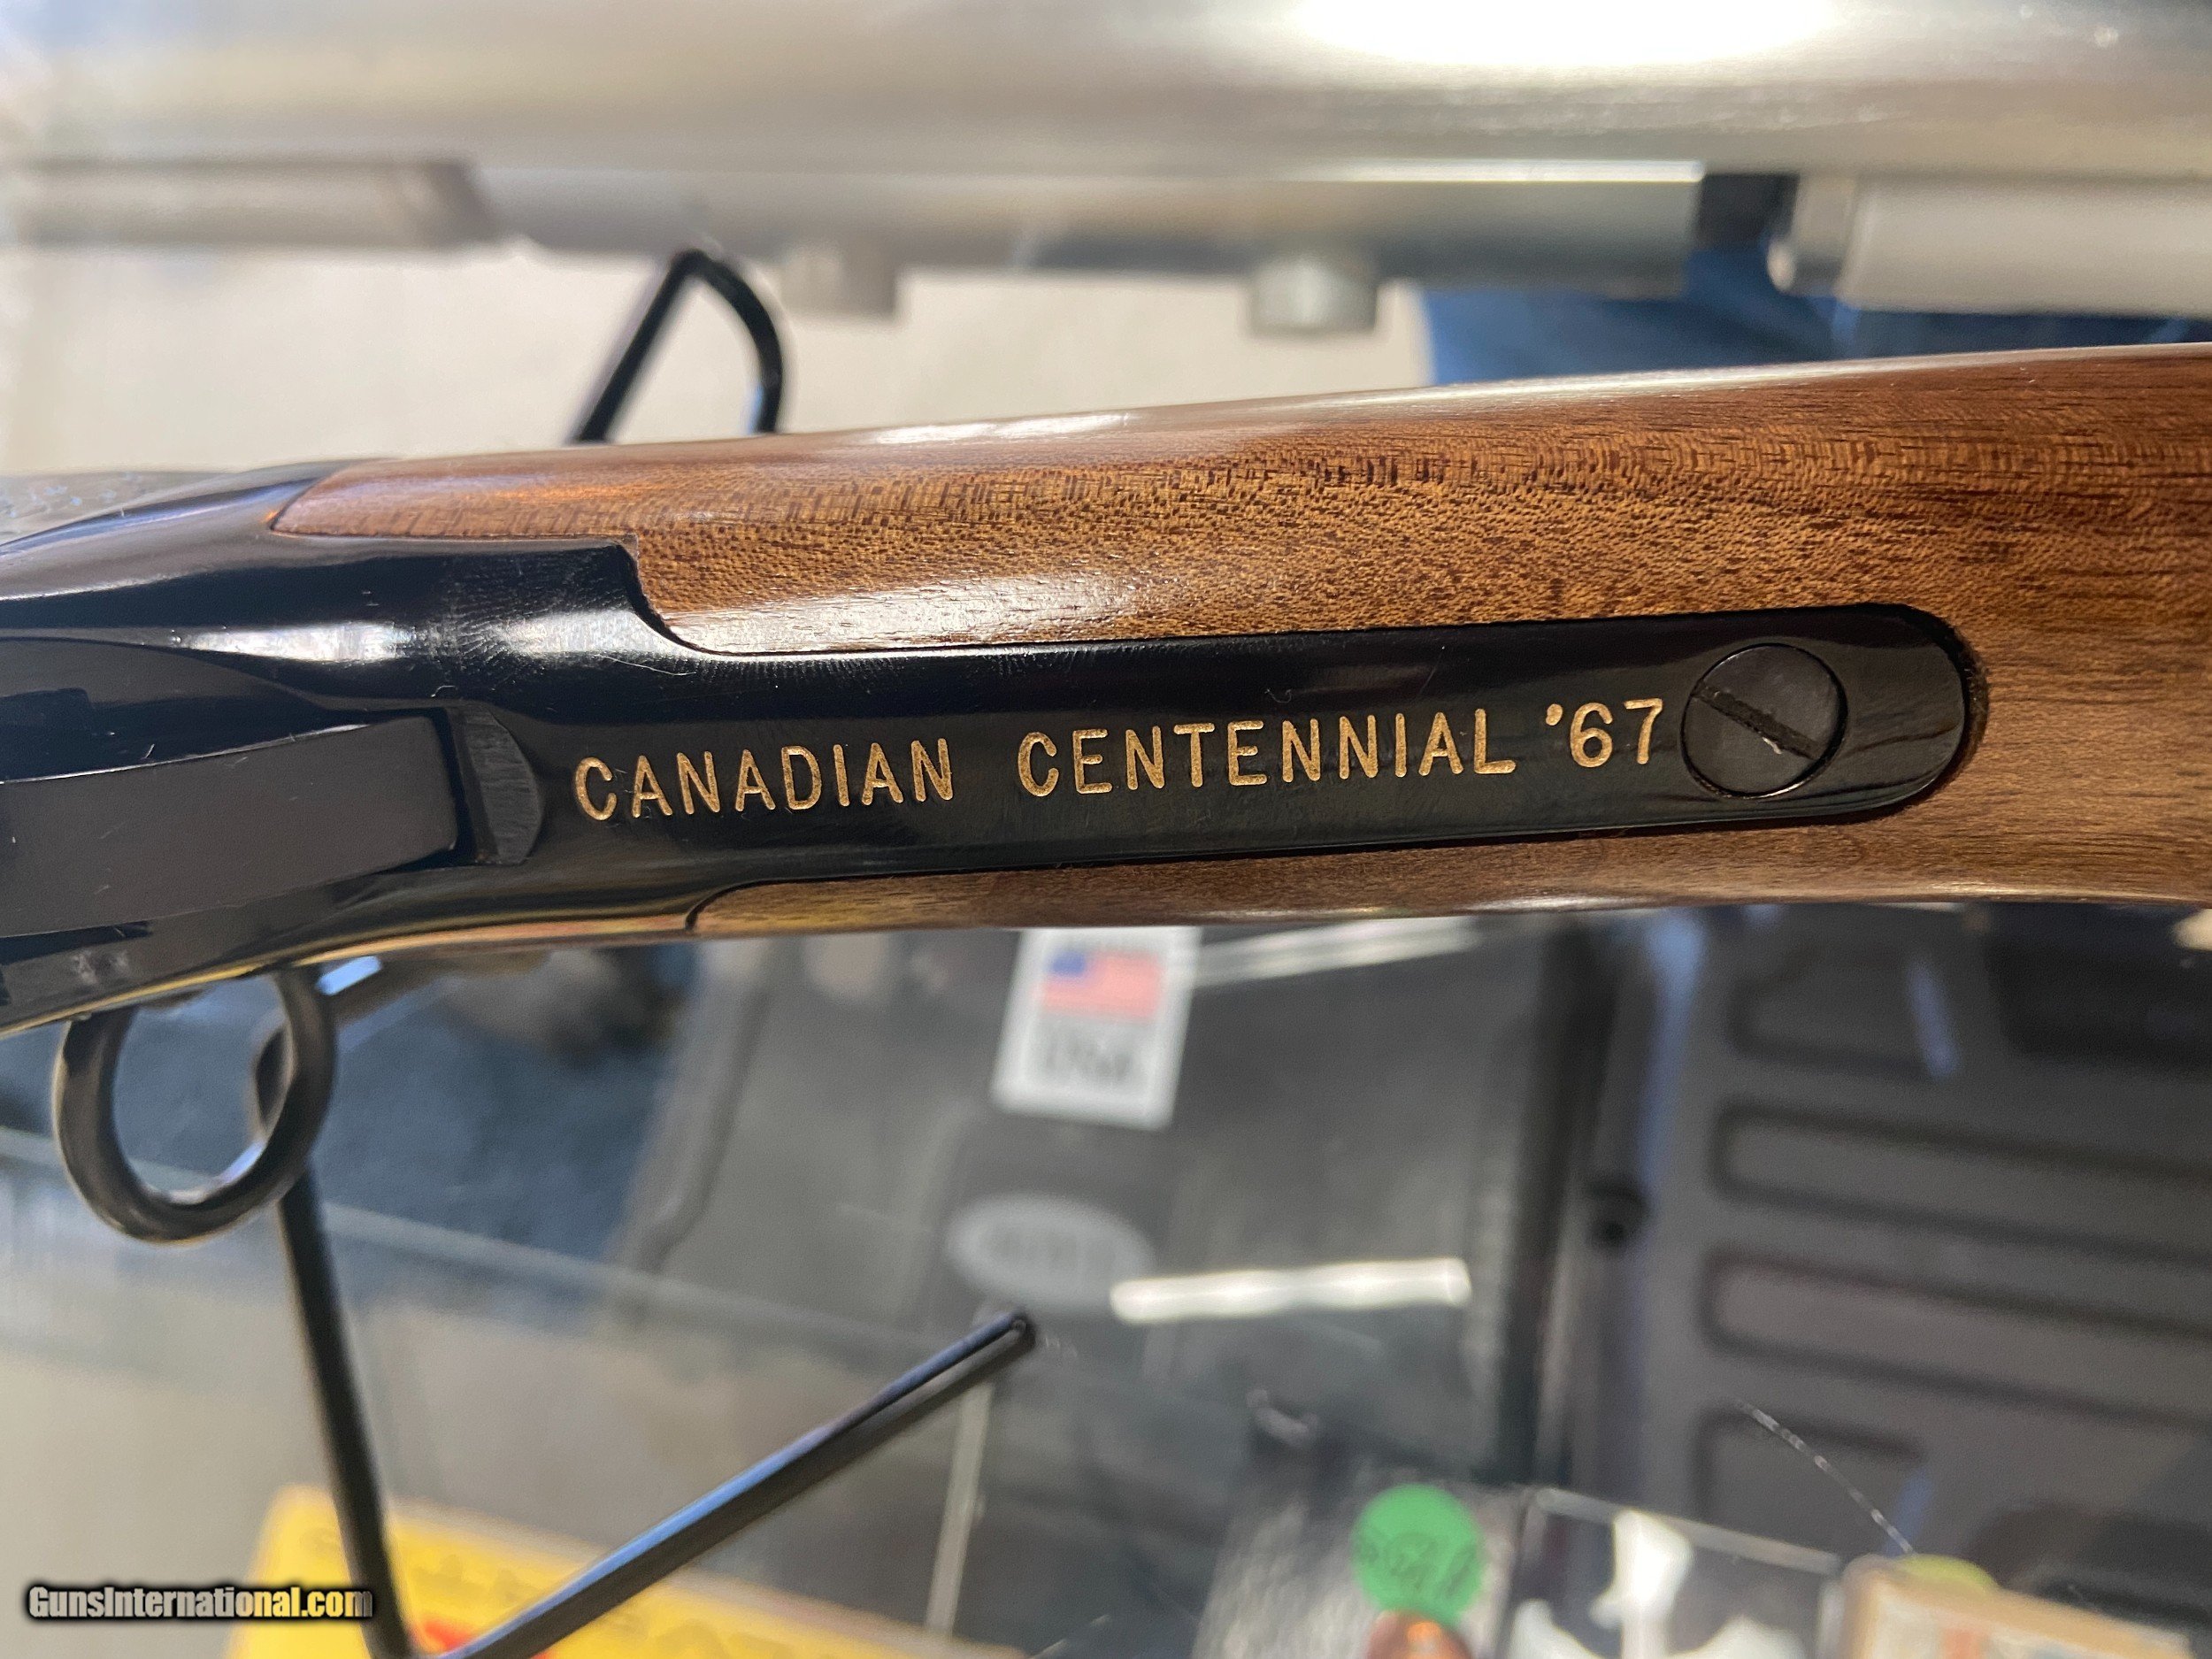 CANADIAN CENTENNIAL '67
GunsInternational.com